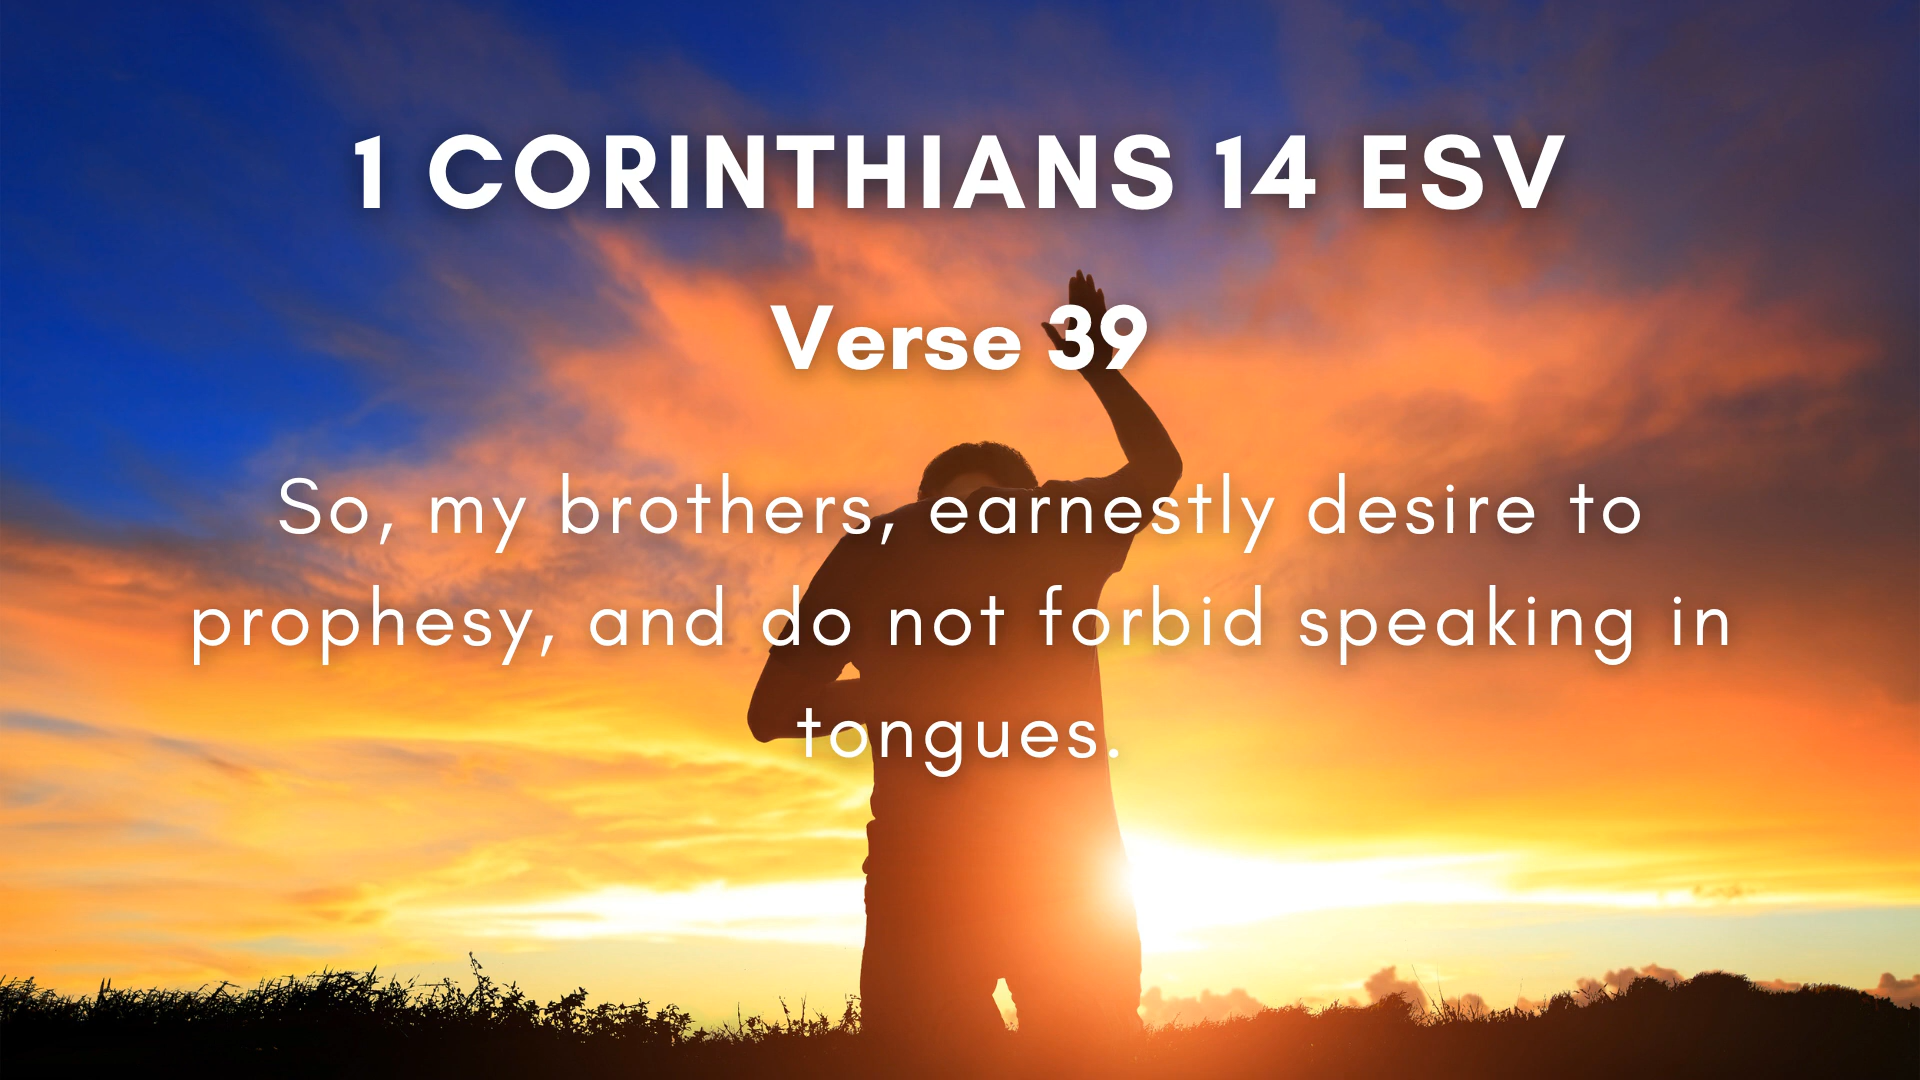 1 CORINTHIANS 14 ESV
Verse 39
So, my brothers, earnestly desire to
prophesy, and do not forbid speaking in
tongues.